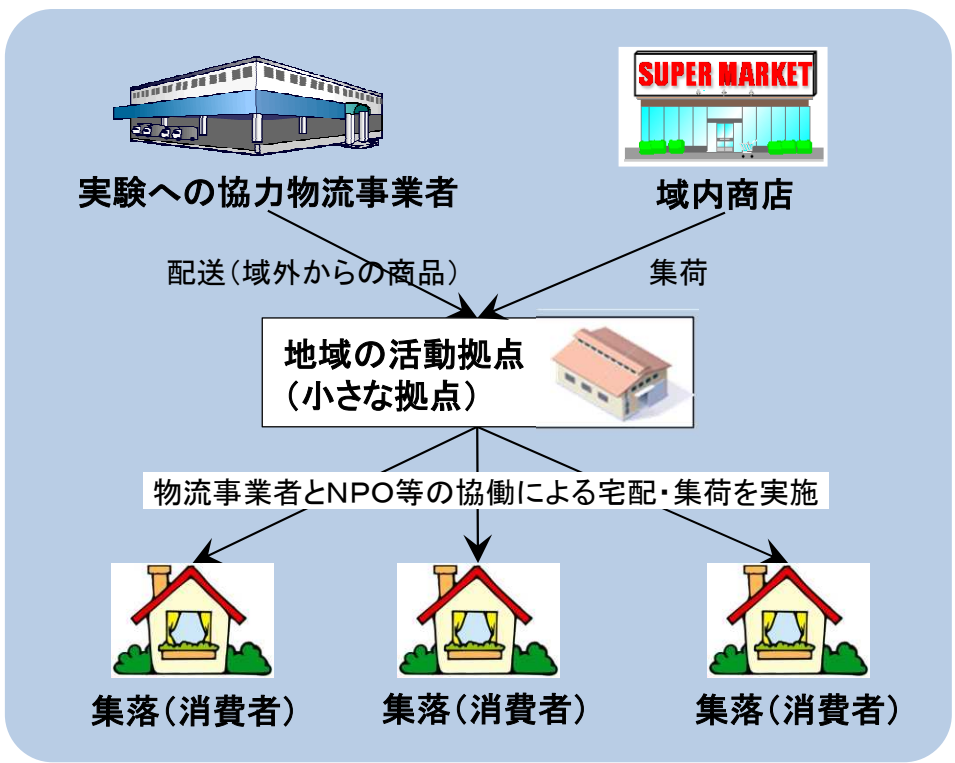 SUPER MARKET
実験への協力物流事業者
域内商店
配送(域外からの商品)
集荷
地域の活動拠点
(小さな拠点)
物流事業者とNPO等の協働による宅配・集荷を実施
集落(消費者)
集落(消費者)
集落(消費者)